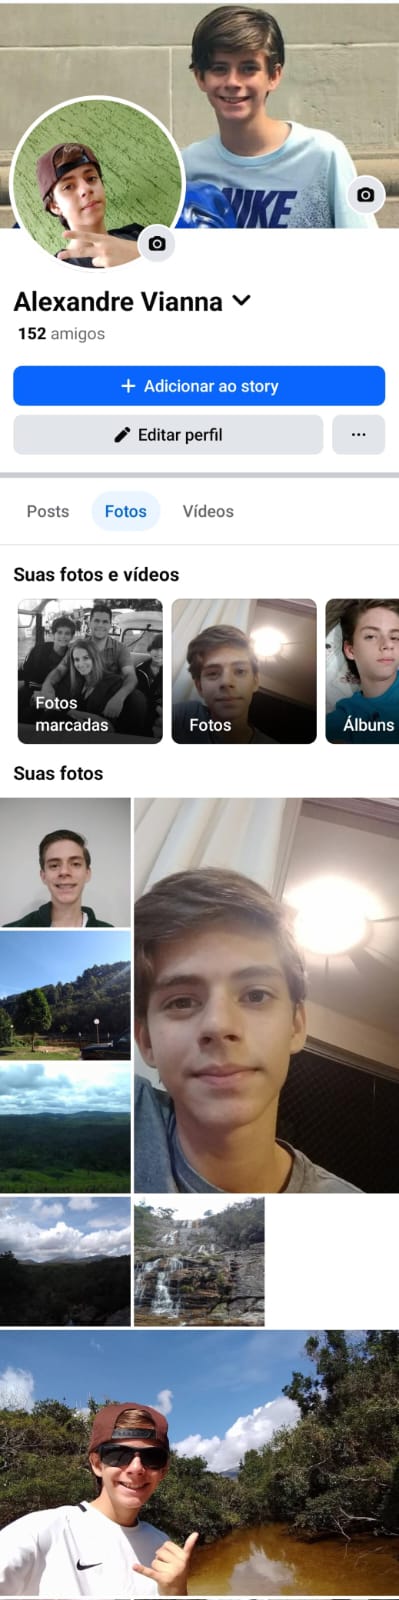 NIKE
Alexandre Vianna
152 amigos
Adicionar ao story
Editar perfil
Posts
Fotos
Vídeos
Suas fotos e vídeos
Fotos
marcadas
Fotos
Álbuns
Suas fotos